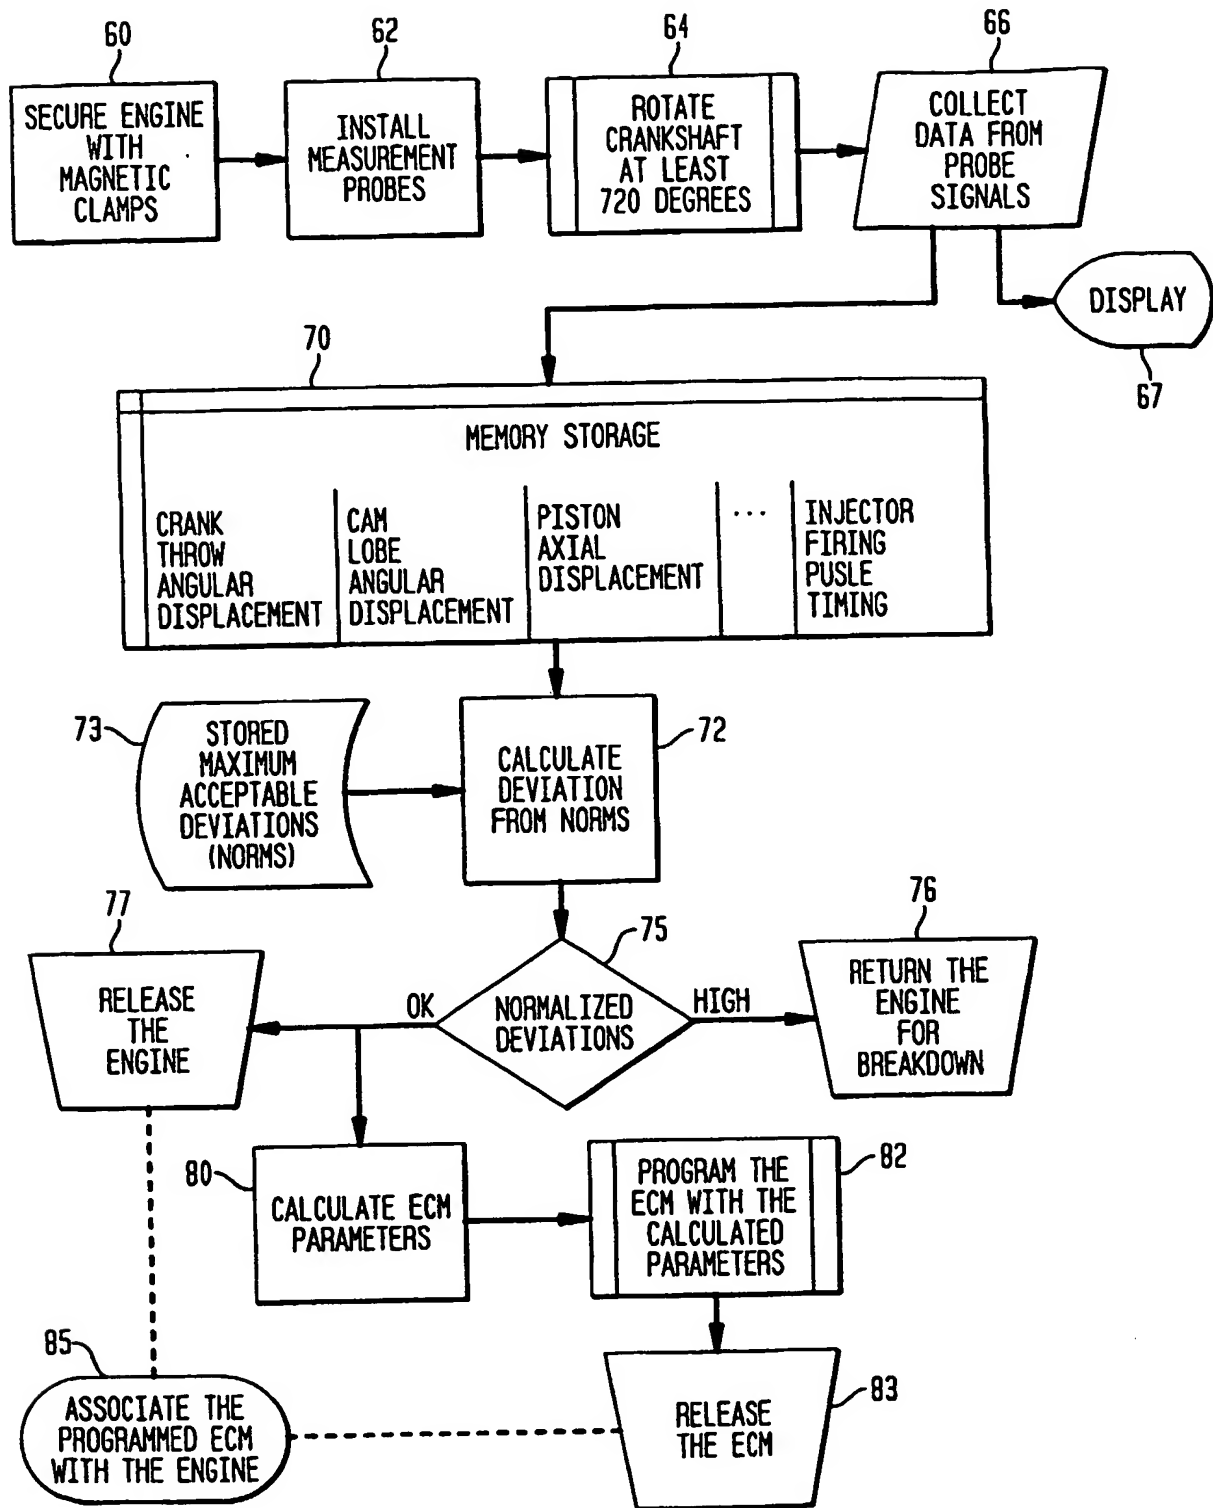 60
62
64
66
SECURE ENGINE
WITH
MAGNETIC
CLAMPS
INSTALL
MEASUREMENT
PROBES
ROTATE
CRANKSHAFT
AT LEAST
720 DEGREES
COLLECT
DATA FROM
PROBE
SIGNALS
DISPLAY
67
70
MEMORY STORAGE
CRANK
THROW
ANGULAR
DISPLACEMENT
CAM
LOBE
ANGULAR
DISPLACEMENT
PISTON
AXIAL
DISPLACEMENT
...
INJECTOR
FIRING
PUSLE
TIMING
73
STORED
MAXIMUM
ACCEPTABLE
DEVIATIONS
(NORMS)
72
CALCULATE
DEVIATION
FROM NORMS
77
RELEASE
THE
ENGINE
OK
75
NORMALIZED
DEVIATIONS
HIGH
76
RETURN THE
ENGINE
FOR
BREAKDOWN
80
CALCULATE ECM
PARAMETERS
82
PROGRAM THE
ECM WITH THE
CALCULATED
PARAMETERS
85
ASSOCIATE THE
PROGRAMMED ECM
WITH THE ENGINE
83
RELEASE
THE ECM